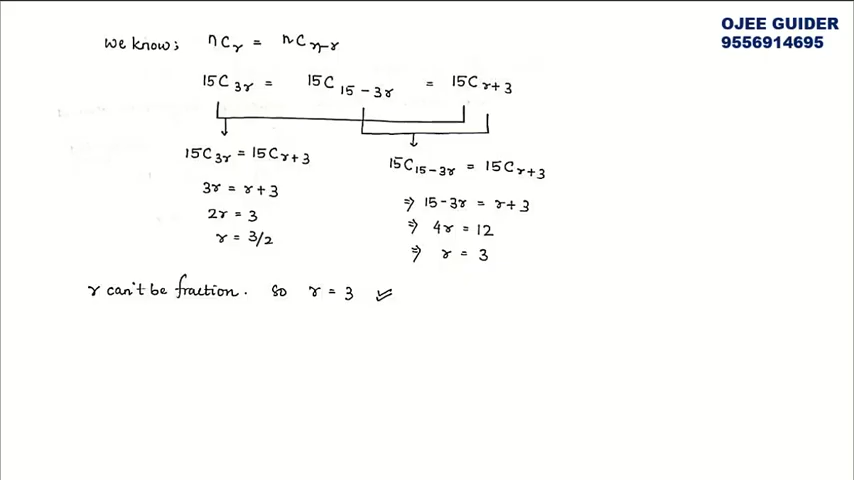 OJEE GUIDER
9556914695
We know; nCr = nCn-r
15C3r = 15C15-3r = 15Cr+3
15C3r = 15Cr+3
3r = r+3
2r = 3
r = 3/2
15C15-3r = 15Cr+3
⇒ 15-3r = r+3
⇒ 4r = 12
⇒ r = 3
r can't be fraction. so r = 3 ✓